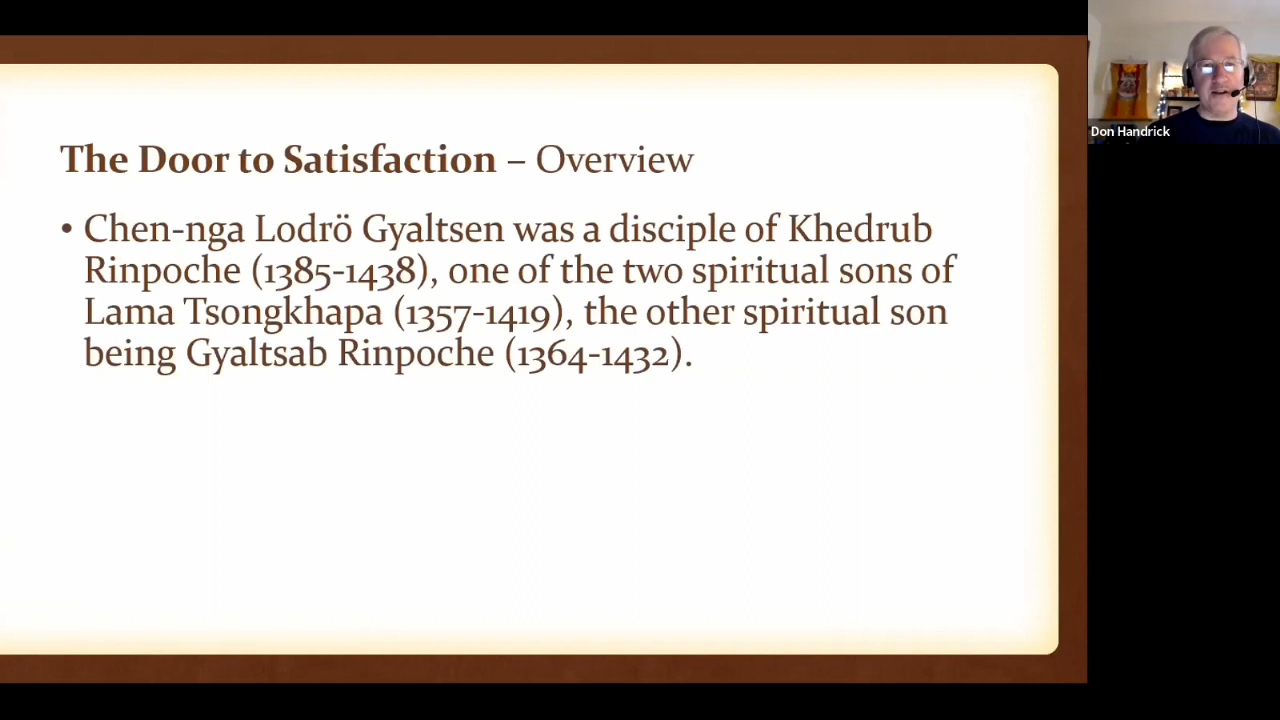 The Door to Satisfaction – Overview
• Chen-nga Lodrö Gyaltsen was a disciple of Khedrub
Rinpoche (1385-1438), one of the two spiritual sons of
Lama Tsongkhapa (1357-1419), the other spiritual son
being Gyaltsab Rinpoche (1364-1432).
Don Handrick